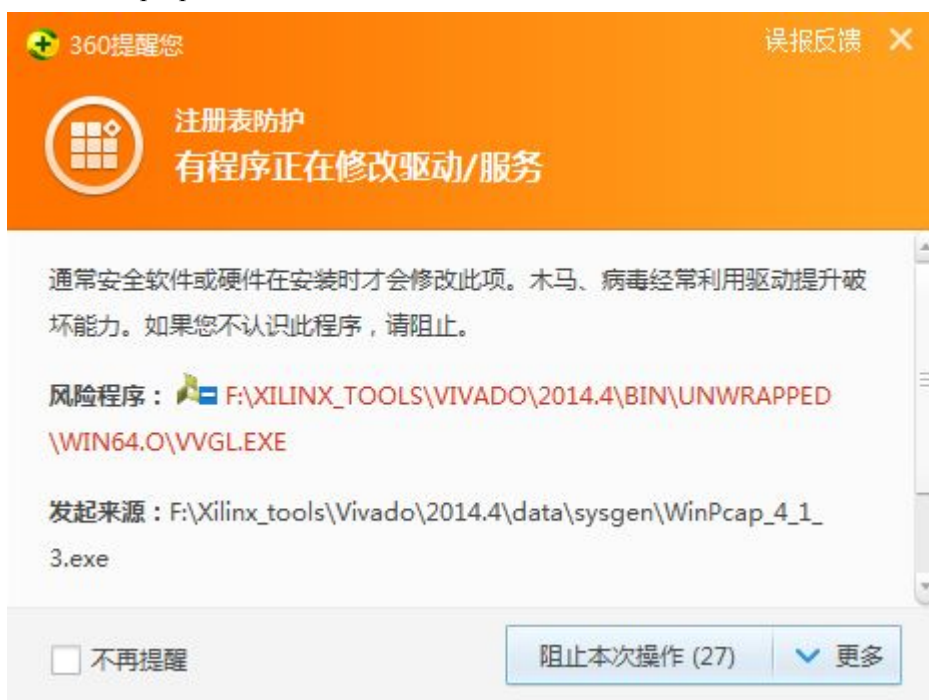 360提醒您
误报反馈
注册表防护
有程序正在修改驱动/服务
通常安全软件或硬件在安装时才会修改此项。木马、病毒经常利用驱动提升破
坏能力。如果您不认识此程序，请阻止。
风险程序： F:\XILINX_TOOLS\VIVADO\2014.4\BIN\UNWRAPPED
\WIN64.O\VVGL.EXE
发起来源：F:\Xilinx_tools\Vivado\2014.4\data\sysgen\WinPcap_4_1_
3.exe
不再提醒
阻止本次操作 (27)
更多